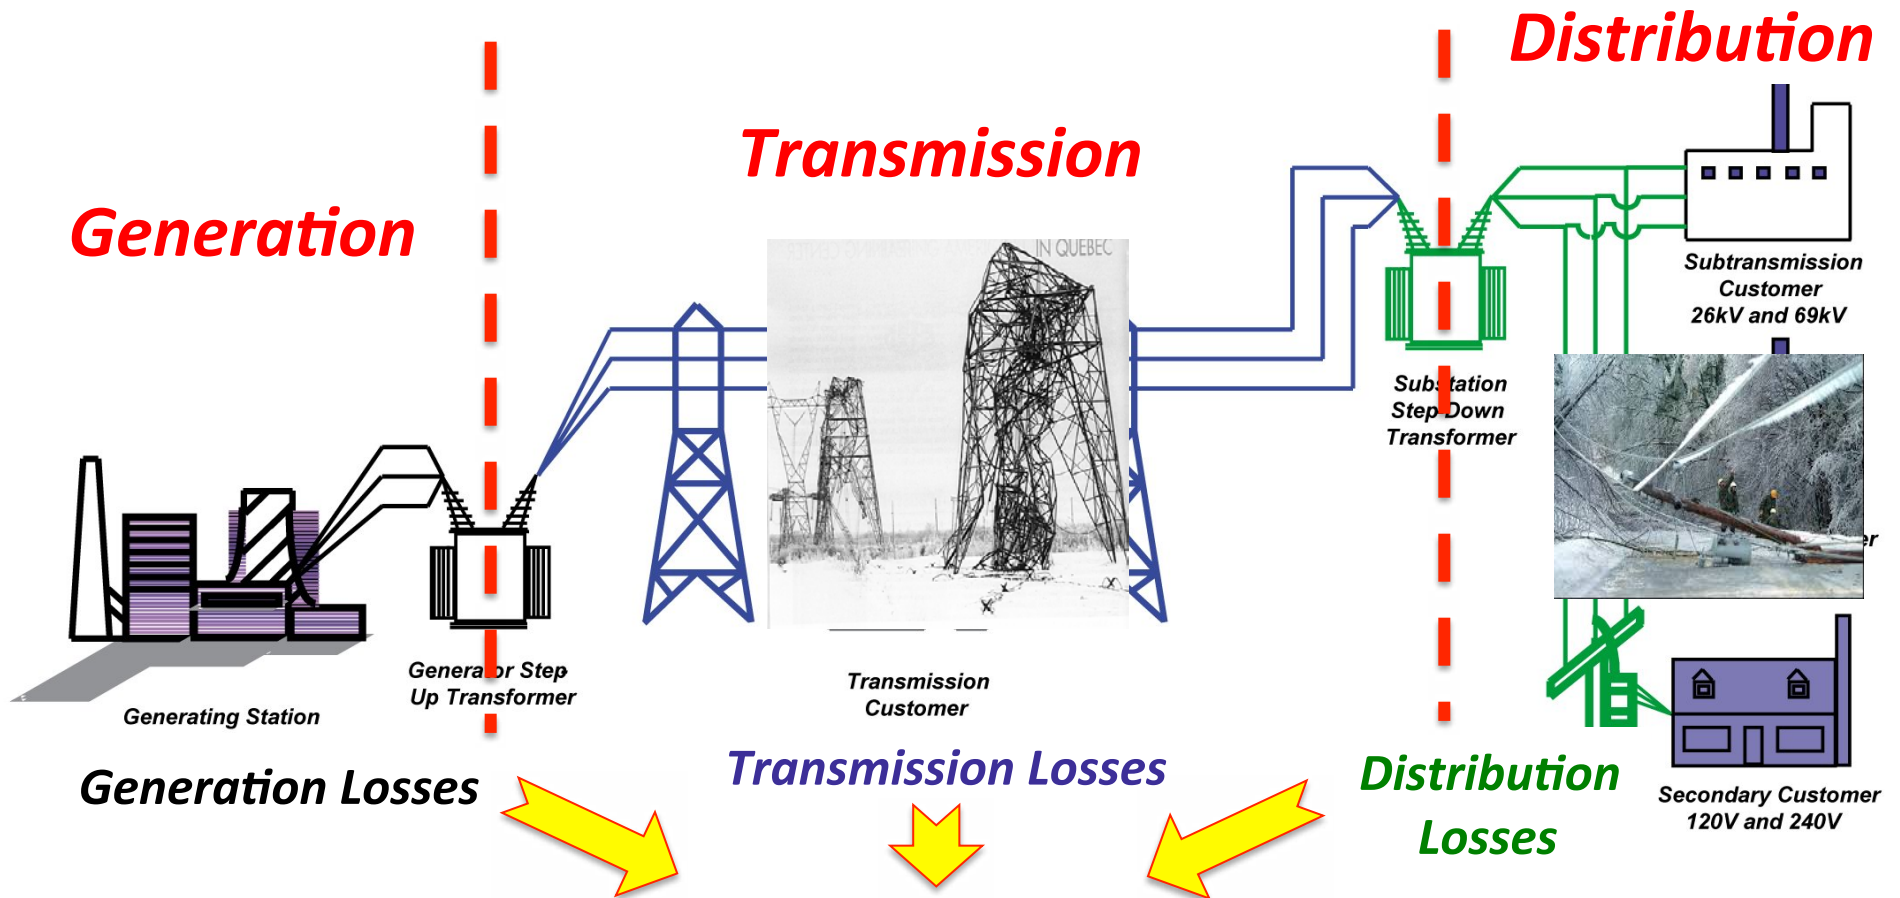 Distribution
Transmission
Generation
IN QUEBEC
Subtransmission
Customer
26kV and 69kV
Substation
Step Down
Transformer
er
Generator Step
Up Transformer
Transmission
Customer
Generating Station
Generation Losses
Transmission Losses
Distribution
Losses
Secondary Customer
120V and 240V